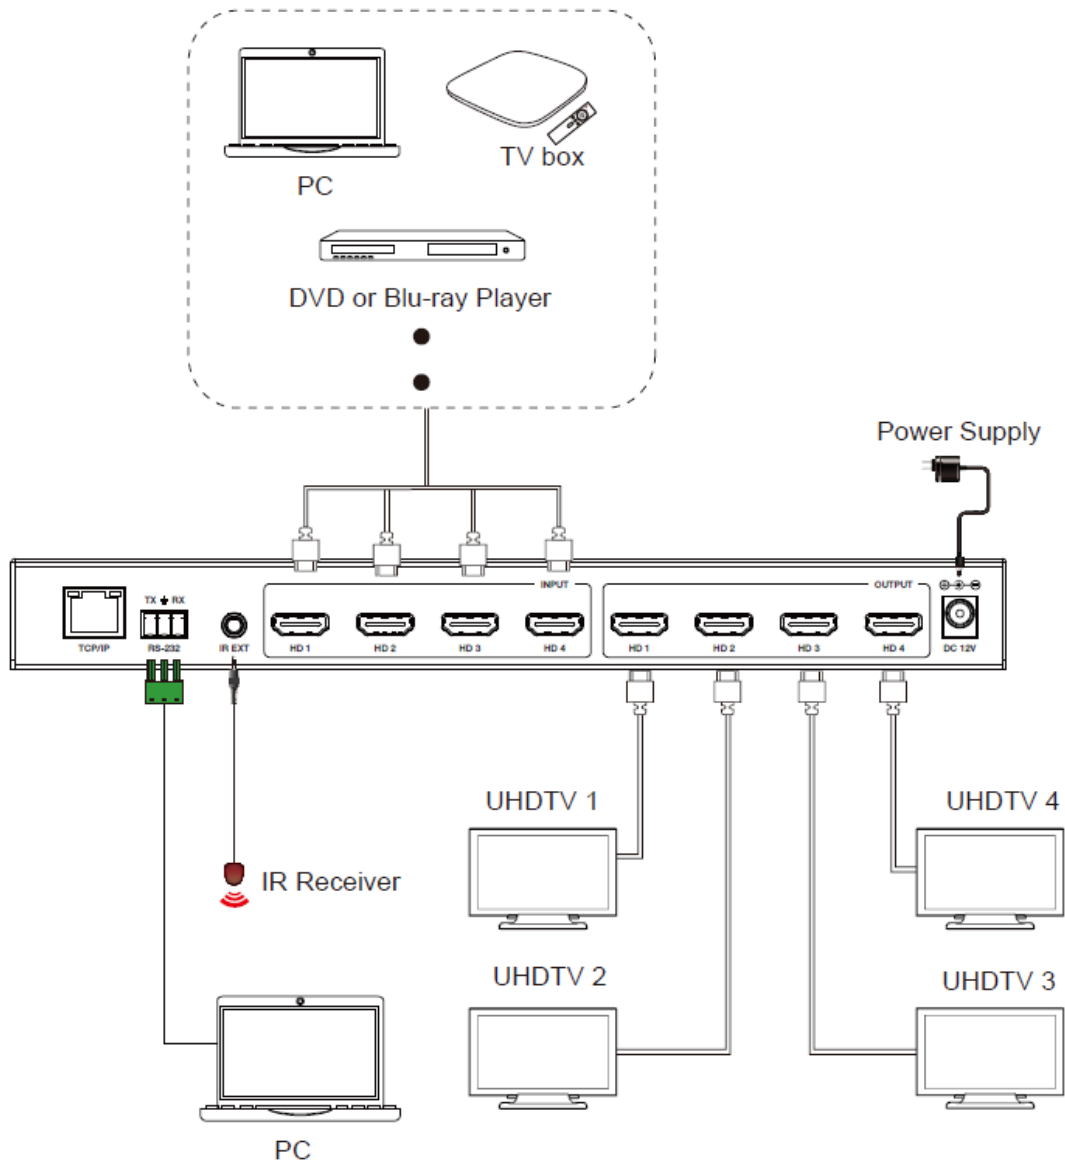 PC
TV box
DVD or Blu-ray Player
Power Supply
INPUT
OUTPUT
TX RX
TCP/IP
RS-232
IR EXT
HD 1
HD 2
HD 3
HD 4
HD 1
HD 2
HD 3
HD 4
DC 12V
UHDTV 1
UHDTV 4
IR Receiver
UHDTV 2
UHDTV 3
PC